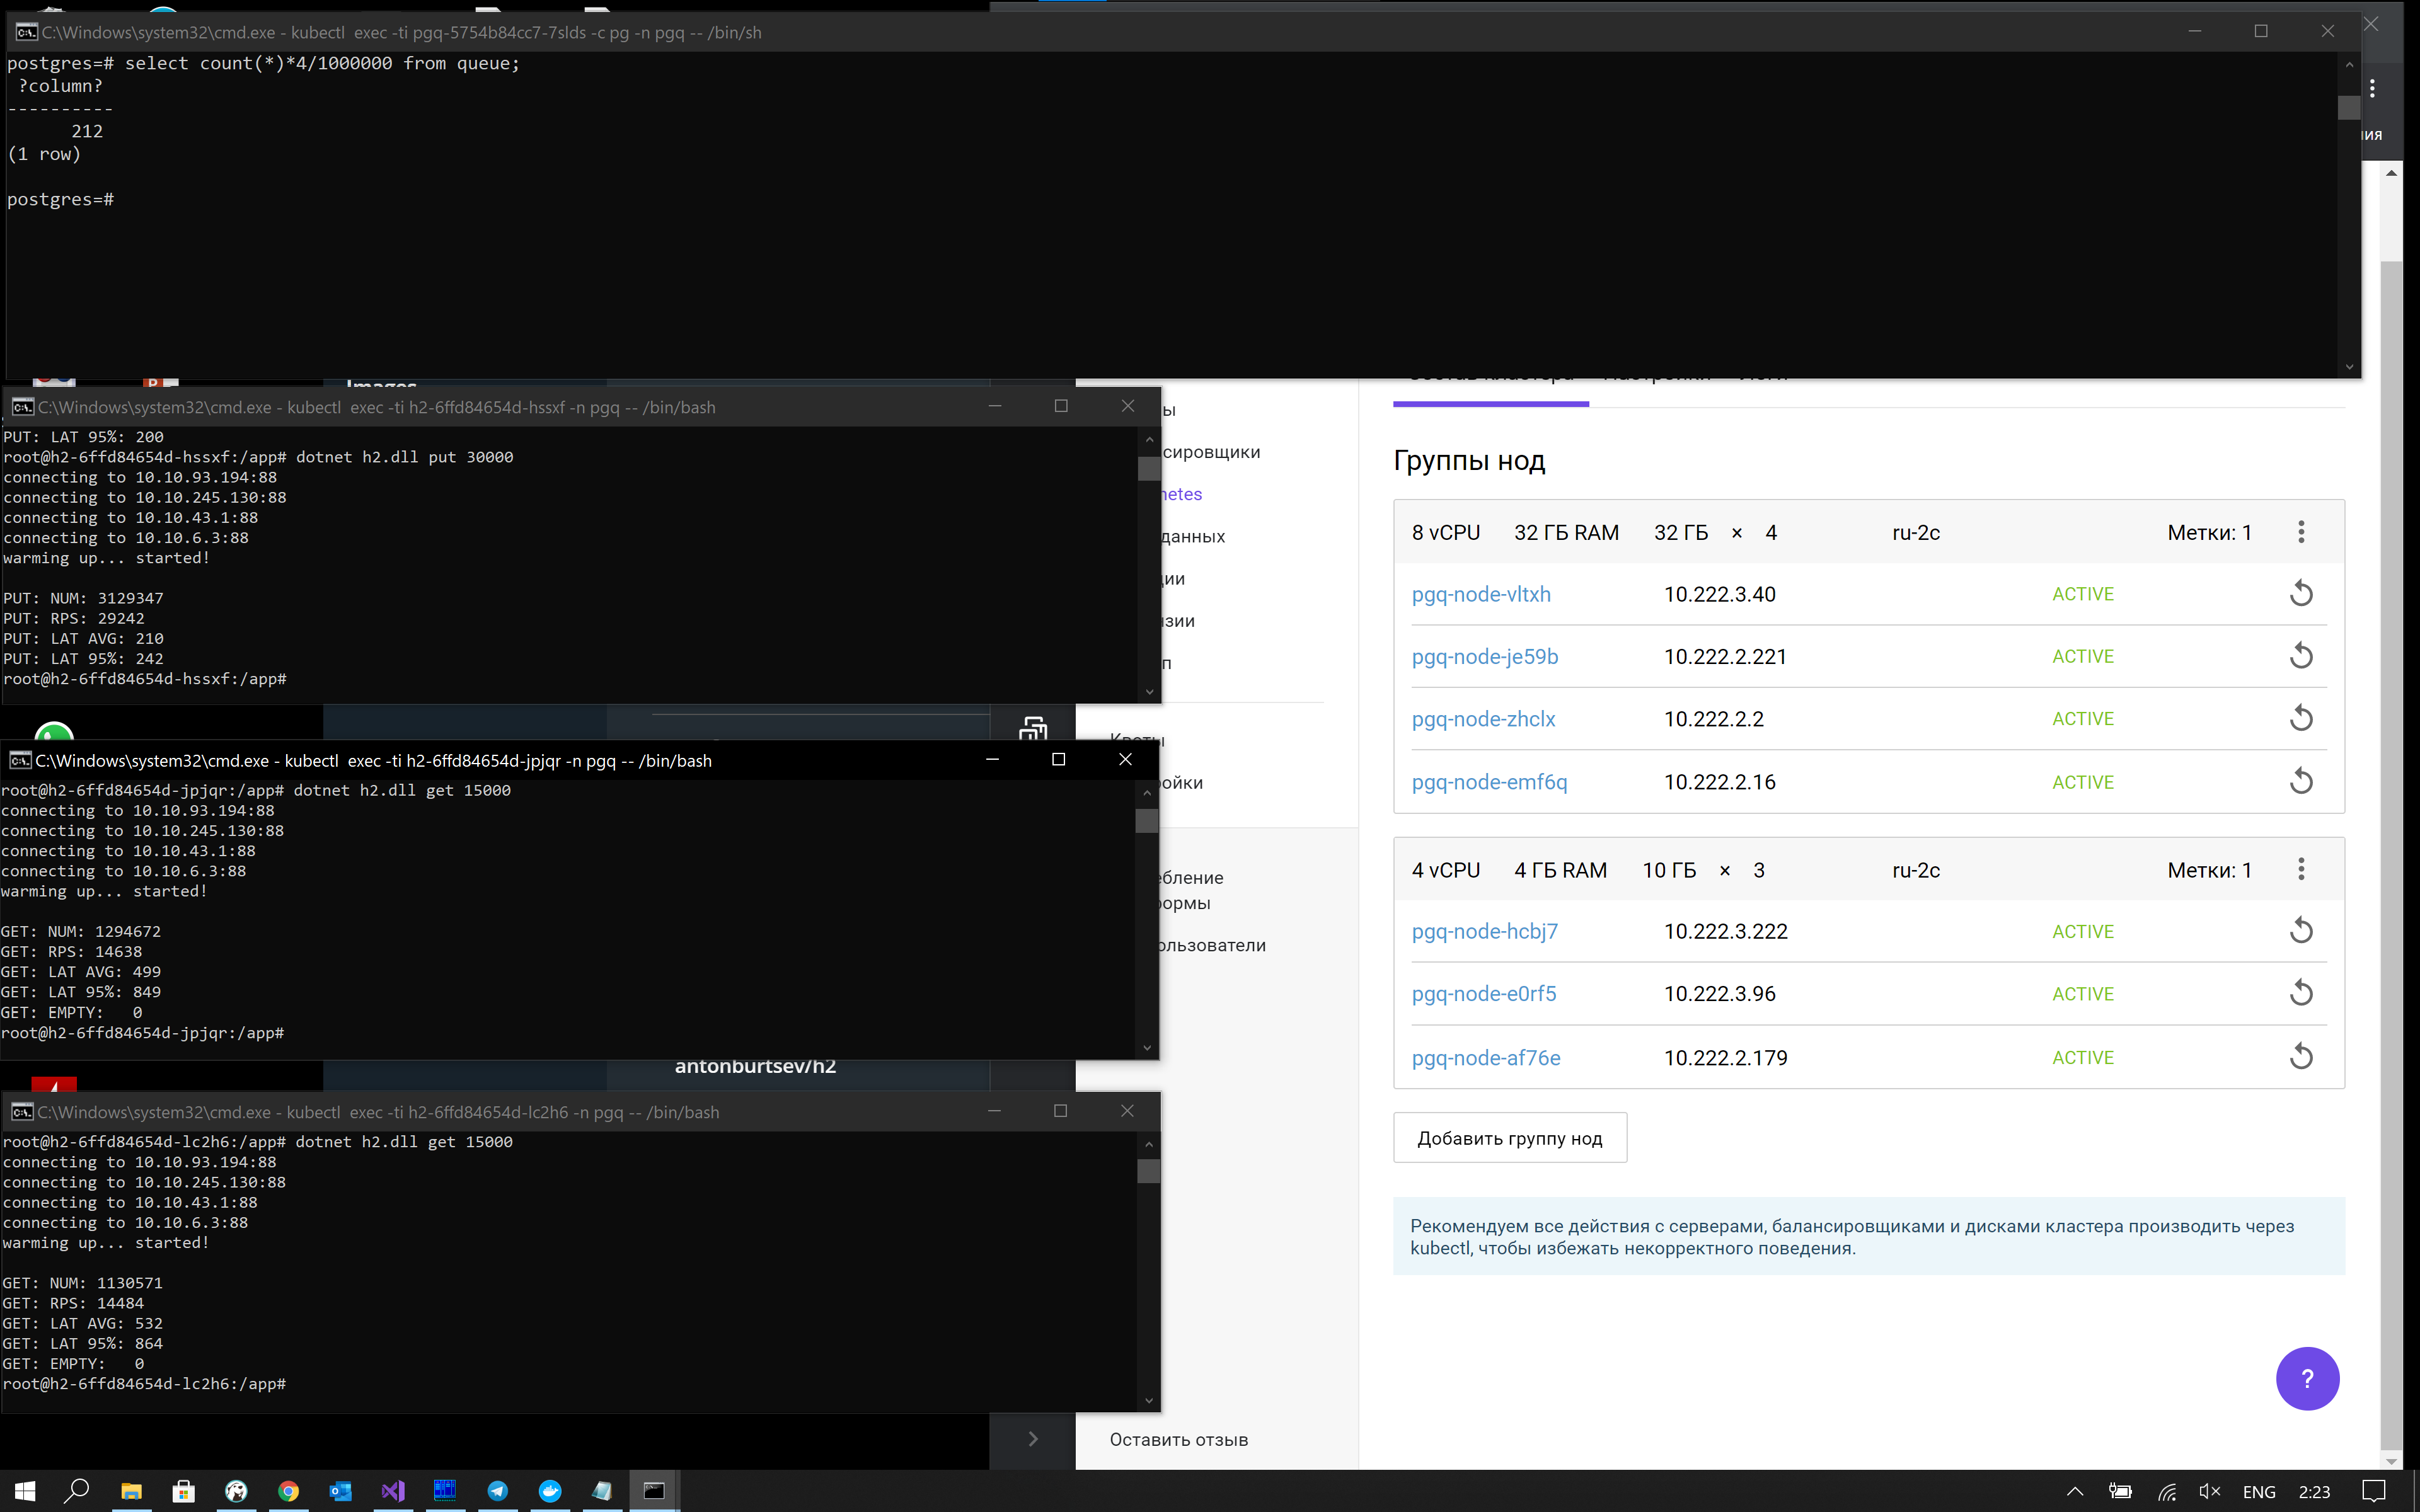 C:\Windows\system32\cmd.exe - kubectl  exec -ti pgq-5754b84cc7-7slds -c pg -n pgq -- /bin/sh
postgres=# select count(*)*4/1000000 from queue;
 ?column?
----------
      212
(1 row)
postgres=#
C:\Windows\system32\cmd.exe - kubectl  exec -ti h2-6ffd84654d-hssxf -n pgq -- /bin/bash
PUT: LAT 95%: 200
root@h2-6ffd84654d-hssxf:/app# dotnet h2.dll put 30000
connecting to 10.10.93.194:88
connecting to 10.10.245.130:88
connecting to 10.10.43.1:88
connecting to 10.10.6.3:88
warming up... started!
PUT: NUM: 3129347
PUT: RPS: 29242
PUT: LAT AVG: 210
PUT: LAT 95%: 242
root@h2-6ffd84654d-hssxf:/app#
C:\Windows\system32\cmd.exe - kubectl  exec -ti h2-6ffd84654d-jpjqr -n pgq -- /bin/bash
root@h2-6ffd84654d-jpjqr:/app# dotnet h2.dll get 15000
connecting to 10.10.93.194:88
connecting to 10.10.245.130:88
connecting to 10.10.43.1:88
connecting to 10.10.6.3:88
warming up... started!
GET: NUM: 1294672
GET: RPS: 14638
GET: LAT AVG: 499
GET: LAT 95%: 849
GET: EMPTY:   0
root@h2-6ffd84654d-jpjqr:/app#
antonburtsev/h2
C:\Windows\system32\cmd.exe - kubectl  exec -ti h2-6ffd84654d-lc2h6 -n pgq -- /bin/bash
root@h2-6ffd84654d-lc2h6:/app# dotnet h2.dll get 15000
connecting to 10.10.93.194:88
connecting to 10.10.245.130:88
connecting to 10.10.43.1:88
connecting to 10.10.6.3:88
warming up... started!
GET: NUM: 1130571
GET: RPS: 14484
GET: LAT AVG: 532
GET: LAT 95%: 864
GET: EMPTY:   0
root@h2-6ffd84654d-lc2h6:/app#
ия
ы
сировщики
netes
данных
ции
нзии
п
Квоты
ройки
ебление
формы
ользователи
Оставить отзыв
Группы нод
8 vCPU 32 ГБ RAM 32 ГБ × 4 ru-2c Метки: 1
pgq-node-vltxh 10.222.3.40 ACTIVE
pgq-node-je59b 10.222.2.221 ACTIVE
pgq-node-zhclx 10.222.2.2 ACTIVE
pgq-node-emf6q 10.222.2.16 ACTIVE
4 vCPU 4 ГБ RAM 10 ГБ × 3 ru-2c Метки: 1
pgq-node-hcbj7 10.222.3.222 ACTIVE
pgq-node-e0rf5 10.222.3.96 ACTIVE
pgq-node-af76e 10.222.2.179 ACTIVE
Добавить группу нод
Рекомендуем все действия с серверами, балансировщиками и дисками кластера производить через
kubectl, чтобы избежать некорректного поведения.
?
ENG 2:23